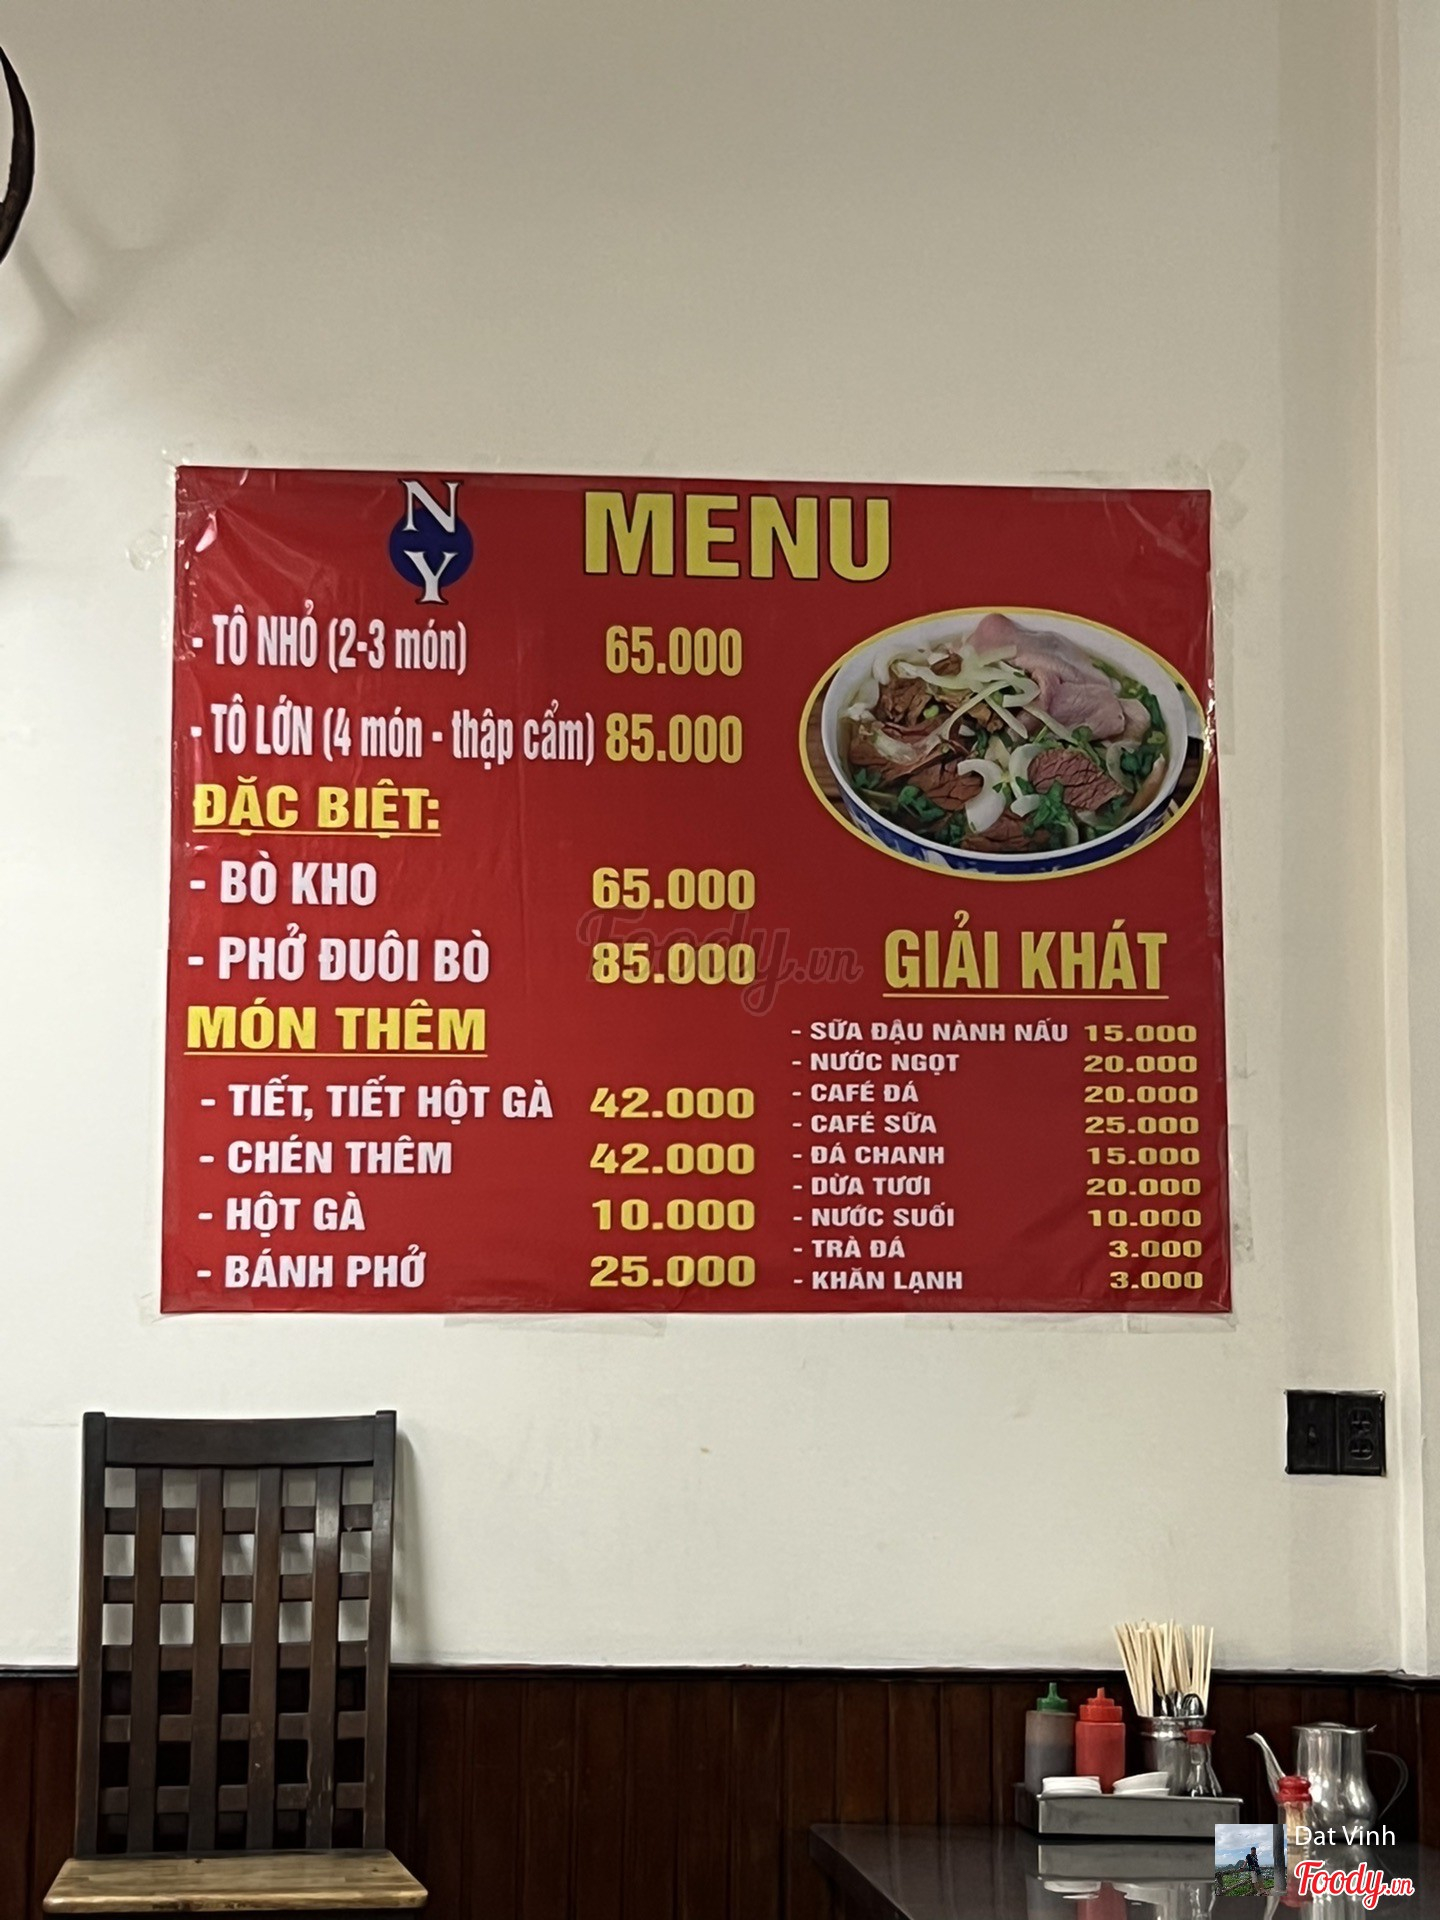 N
Y
MENU
- TÔ NHỎ (2-3 món) 65.000
- TÔ LỚN (4 món - thập cẩm) 85.000
ĐẶC BIỆT:
- BÒ KHO 65.000
- PHỞ ĐUÔI BÒ 85.000
MÓN THÊM
- TIẾT, TIẾT HỘT GÀ 42.000
- CHÉN THÊM 42.000
- HỘT GÀ 10.000
- BÁNH PHỞ 25.000
GIẢI KHÁT
- SỮA ĐẬU NÀNH NẤU 15.000
- NƯỚC NGỌT 20.000
- CAFÉ ĐÁ 20.000
- CAFÉ SỮA 25.000
- ĐÁ CHANH 15.000
- DỪA TƯƠI 20.000
- NƯỚC SUỐI 10.000
- TRÀ ĐÁ 3.000
- KHĂN LẠNH 3.000
Foody.vn
Đat Vinh
Foody.vn